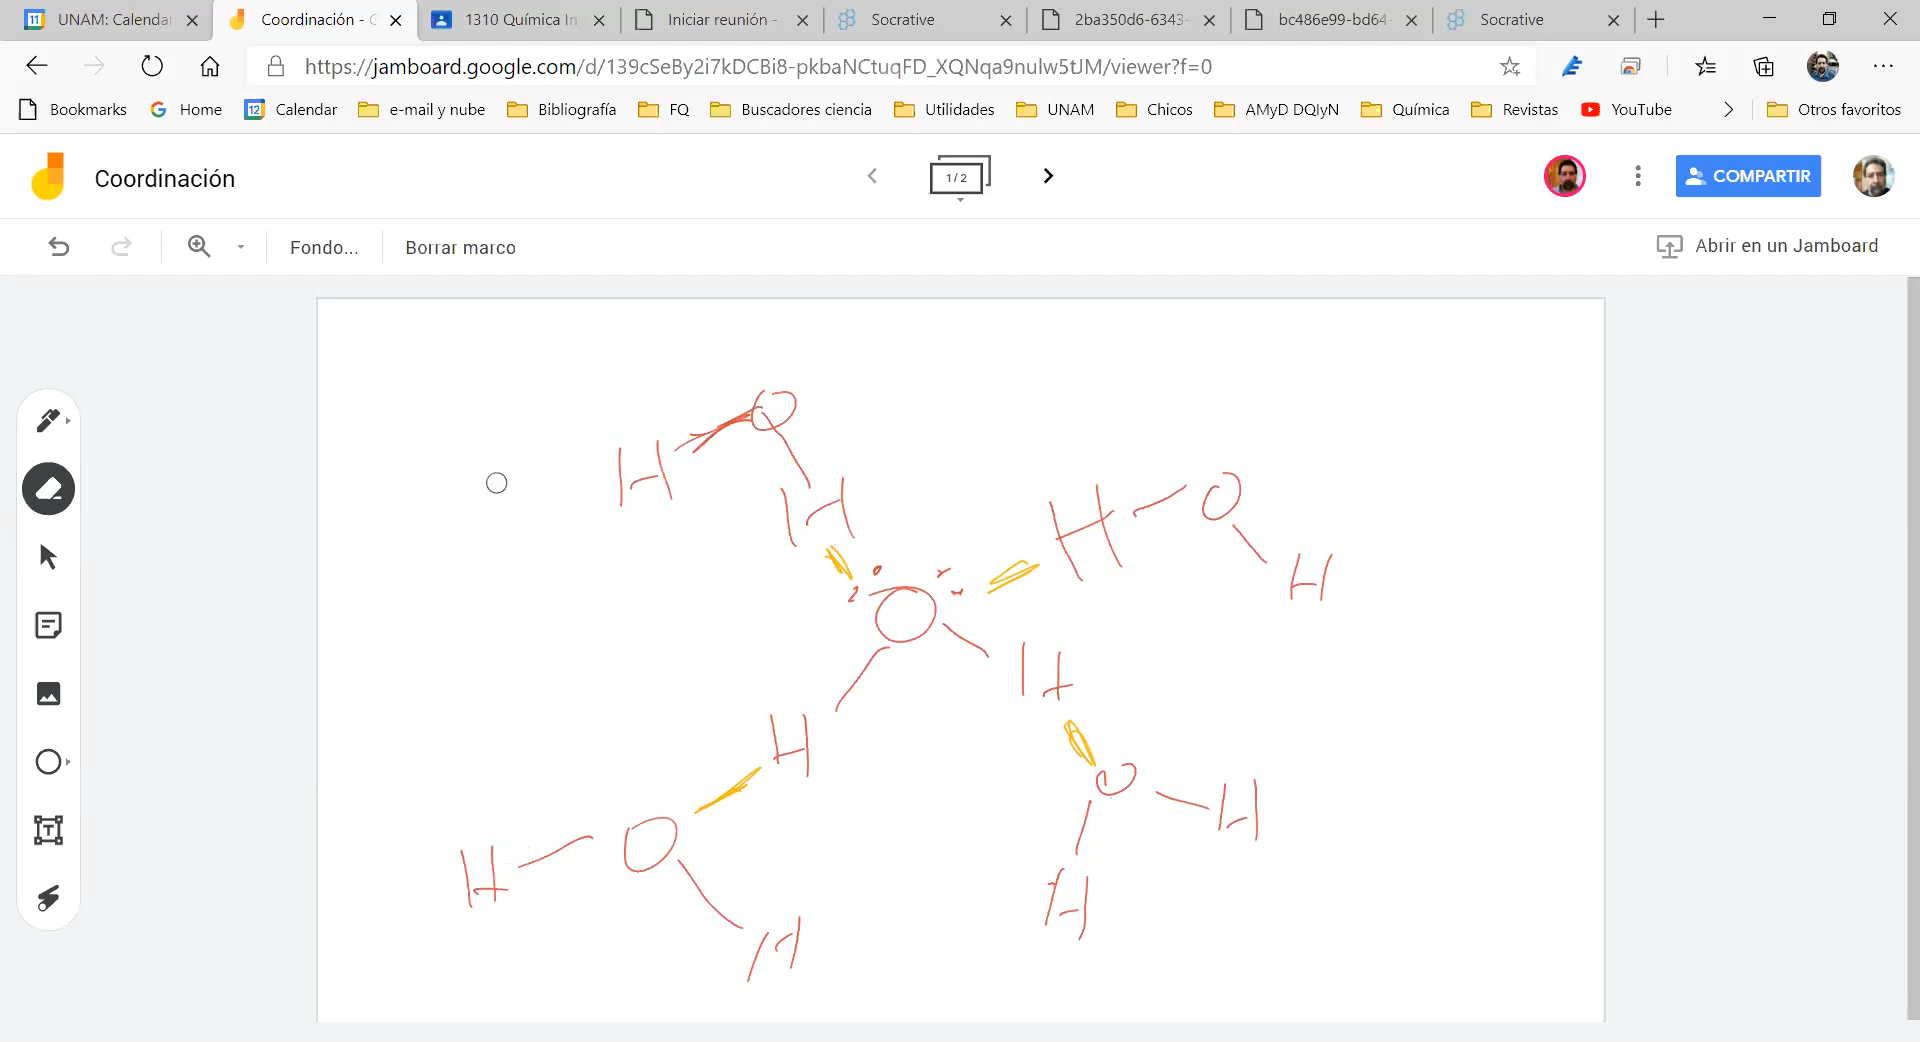 UNAM: Calendar
Coordinación - G
1310 Química In
Iniciar reunión -
Socrative
2ba350d6-6343-
bc486e99-bd64-
Socrative
https://jamboard.google.com/d/139cSeBy2i7kDCBi8-pkbaNCtuqFD_XQNqa9nulw5tJM/viewer?f=0
Bookmarks Home Calendar e-mail y nube Bibliografía FQ Buscadores ciencia Utilidades UNAM Chicos AMyD DQIyN Química Revistas YouTube Otros favoritos
Coordinación
1/2
COMPARTIR
Fondo...
Borrar marco
Abrir en un Jamboard
O
H
H
H O
H
O
H
H
O H
H O
H
H